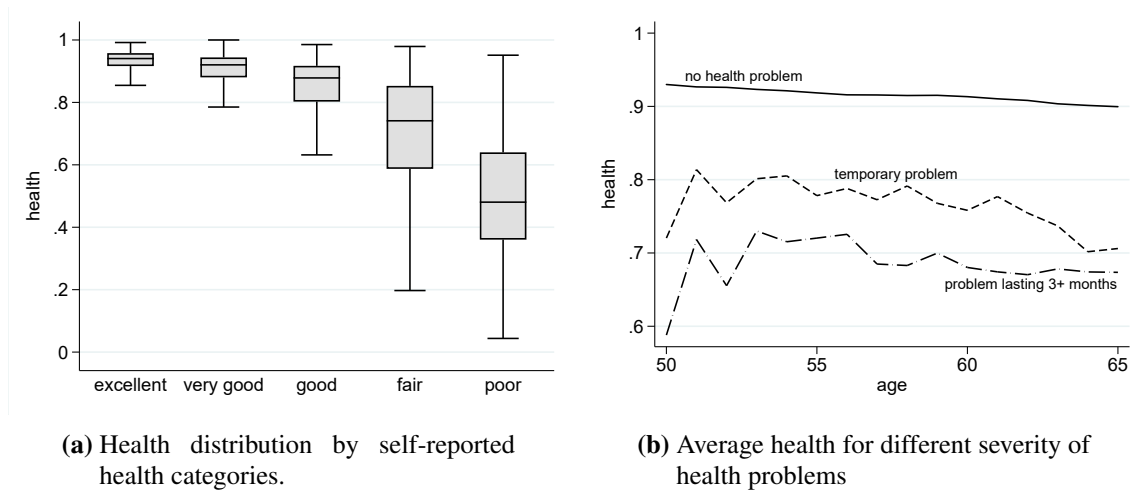 1
.8
.6
.4
.2
0
health
excellent very good good fair poor
(a) Health distribution by self-reported
health categories.
1
.9
.8
.7
.6
health
no health problem
temporary problem
problem lasting 3+ months
50 55 60 65
age
(b) Average health for different severity of
health problems